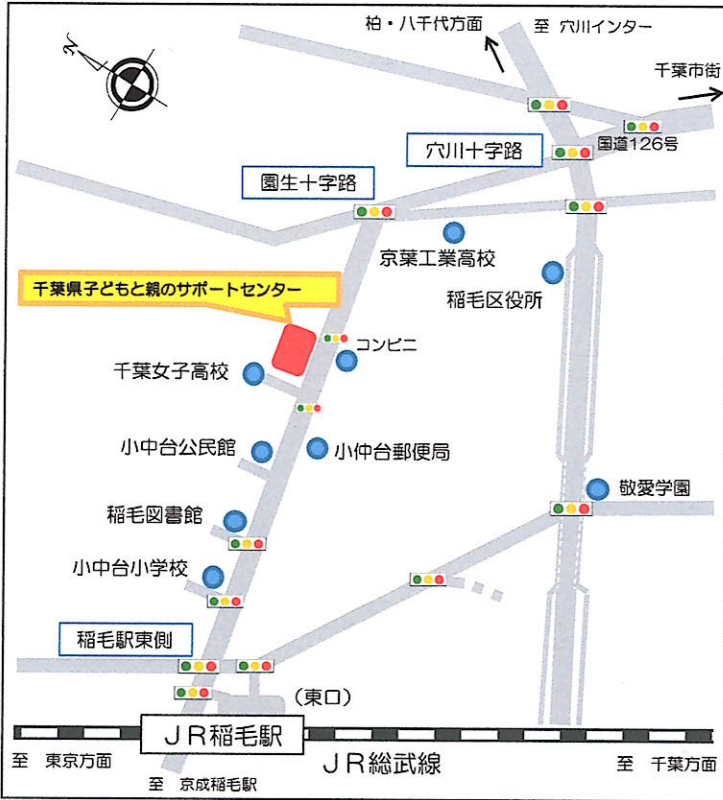 柏・八千代方面
至 穴川インター
千葉市街
N
国道126号
穴川十字路
園生十字路
京葉工業高校
稲毛区役所
千葉県子どもと親のサポートセンター
コンビニ
千葉女子高校
小中台公民館
小仲台郵便局
敬愛学園
稲毛図書館
小中台小学校
稲毛駅東側
(東口)
JR稲毛駅
JR総武線
至 東京方面
至 千葉方面
至 京成稲毛駅